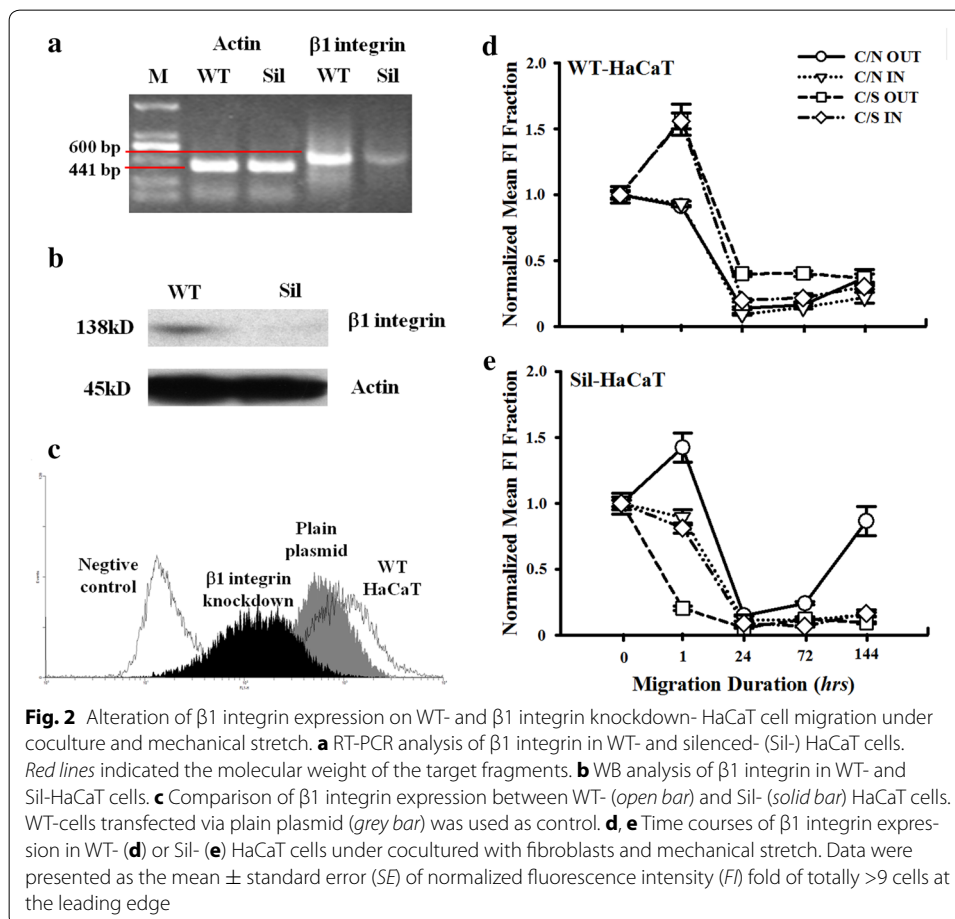 a
Actin β1 integrin
M WT Sil WT Sil
600 bp
441 bp
b
WT Sil
138kD β1 integrin
45kD Actin
c
Negtive control
β1 integrin knockdown
Plain plasmid
WT HaCaT
d
WT-HaCaT
C/N OUT
C/N IN
C/S OUT
C/S IN
Normalized Mean FI Fraction
2.0
1.5
1.0
0.5
0
e
Sil-HaCaT
Normalized Mean FI Fraction
2.0
1.5
1.0
0.5
0
0 1 24 72 144
Migration Duration (hrs)
Fig. 2 Alteration of β1 integrin expression on WT- and β1 integrin knockdown- HaCaT cell migration under
coculture and mechanical stretch. a RT-PCR analysis of β1 integrin in WT- and silenced- (Sil-) HaCaT cells.
Red lines indicated the molecular weight of the target fragments. b WB analysis of β1 integrin in WT- and
Sil-HaCaT cells. c Comparison of β1 integrin expression between WT- (open bar) and Sil- (solid bar) HaCaT cells.
WT-cells transfected via plain plasmid (grey bar) was used as control. d, e Time courses of β1 integrin expres-
sion in WT- (d) or Sil- (e) HaCaT cells under cocultured with fibroblasts and mechanical stretch. Data were
presented as the mean ± standard error (SE) of normalized fluorescence intensity (FI) fold of totally >9 cells at
the leading edge